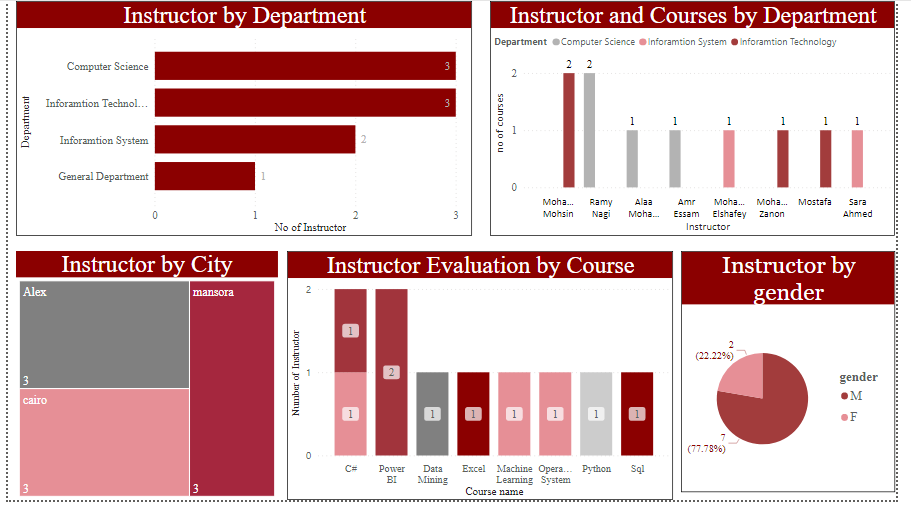 Instructor by Department
Department
Computer Science
3
Inforamtion Technol...
3
Inforamtion System
2
General Department
1
0
1
2
3
No of Instructor
Instructor and Courses by Department
Department Computer Science Inforamtion System Inforamtion Technology
no of courses
2
1
0
2
2
1
1
1
1
1
1
Moha... Mohsin
Ramy Nagi
Alaa Moha...
Amr Essam
Moha... Elshafey
Moha... Zanon
Mostafa
Sara Ahmed
Instructor
Instructor by City
Alex
3
mansora
3
cairo
3
Instructor Evaluation by Course
Number of Instructor
2
1
0
1
1
2
1
1
1
1
1
1
C#
Power BI
Data Mining
Excel
Machine Learning
Opera... System
Python
Sql
Course name
Instructor by
gender
2
(22.22%)
7
(77.78%)
gender
M
F